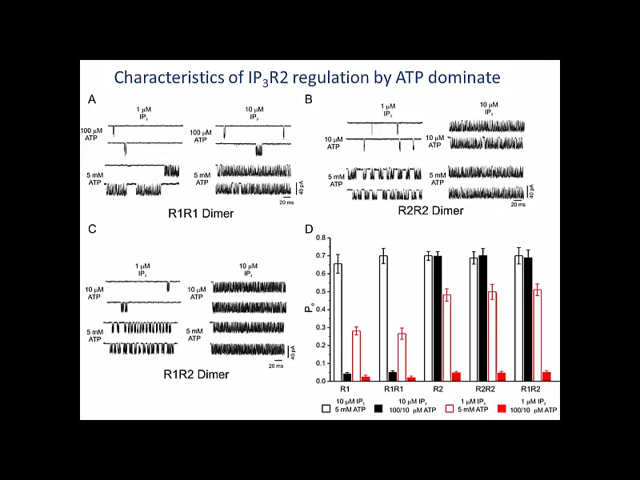 Characteristics of IP3R2 regulation by ATP dominate
A
1 µM
IP3
10 µM
IP3
100 µM
ATP
100 µM
ATP
5 mM
ATP
5 mM
ATP
40 pA
20 ms
R1R1 Dimer
B
1 µM
IP3
10 µM
IP3
10 µM
ATP
10 µM
ATP
5 mM
ATP
5 mM
ATP
40 pA
20 ms
R2R2 Dimer
C
1 µM
IP3
10 µM
IP3
10 µM
ATP
10 µM
ATP
5 mM
ATP
5 mM
ATP
40 pA
20 ms
R1R2 Dimer
D
0.8
0.7
0.6
0.5
0.4
0.3
0.2
0.1
0.0
Po
R1 R1R1 R2 R2R2 R1R2
10 µM IP3
5 mM ATP
10 µM IP3
100/10 µM ATP
1 µM IP3
5 mM ATP
1 µM IP3
100/10 µM ATP